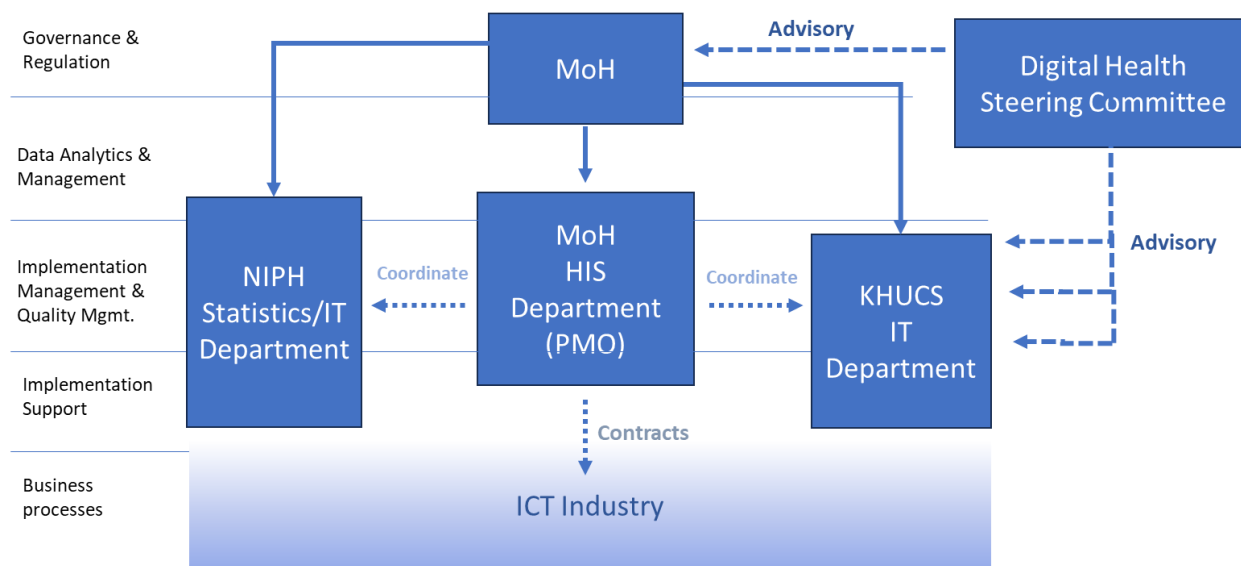 Governance &
Regulation
MoH
Advisory
Digital Health
Steering Committee
Data Analytics &
Management
Implementation
Management &
Quality Mgmt.
NIPH
Statistics/IT
Department
Coordinate
MoH
HIS
Department
(PMO)
Coordinate
KHUCS
IT
Department
Advisory
Implementation
Support
Contracts
Business
processes
ICT Industry